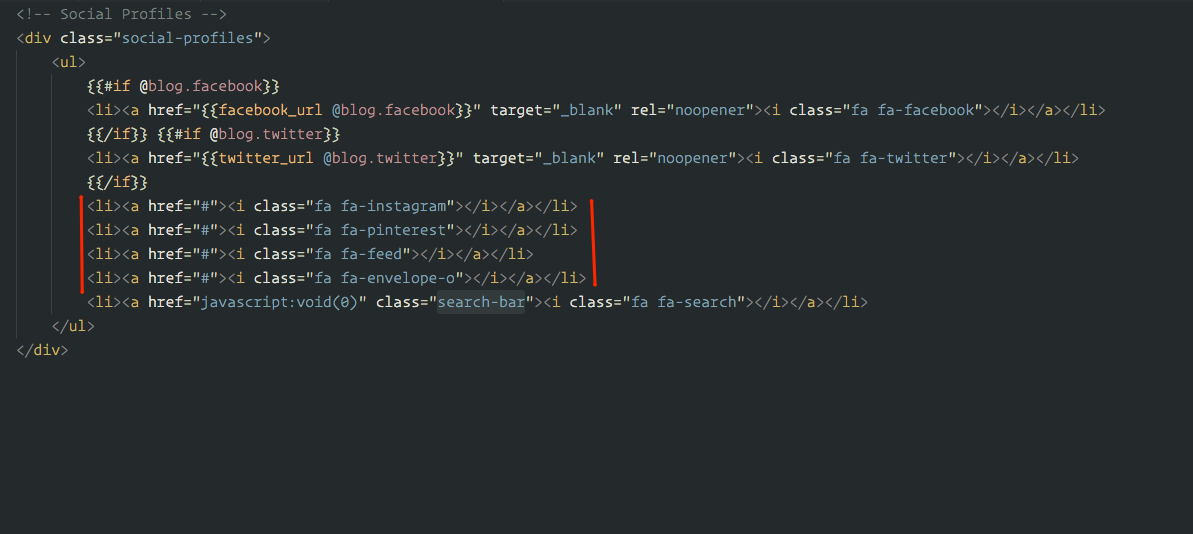 <!-- Social Profiles -->
<div class="social-profiles">
<ul>
{{#if @blog.facebook}}
<li><a href="{{facebook_url @blog.facebook}}" target="_blank" rel="noopener"><i class="fa fa-facebook"></i></a></li>
{{/if}} {{#if @blog.twitter}}
<li><a href="{{twitter_url @blog.twitter}}" target="_blank" rel="noopener"><i class="fa fa-twitter"></i></a></li>
{{/if}}
<li><a href="#"><i class="fa fa-instagram"></i></a></li>
<li><a href="#"><i class="fa fa-pinterest"></i></a></li>
<li><a href="#"><i class="fa fa-feed"></i></a></li>
<li><a href="#"><i class="fa fa-envelope-o"></i></a></li>
<li><a href="javascript:void(0)" class="search-bar"><i class="fa fa-search"></i></a></li>
</ul>
</div>